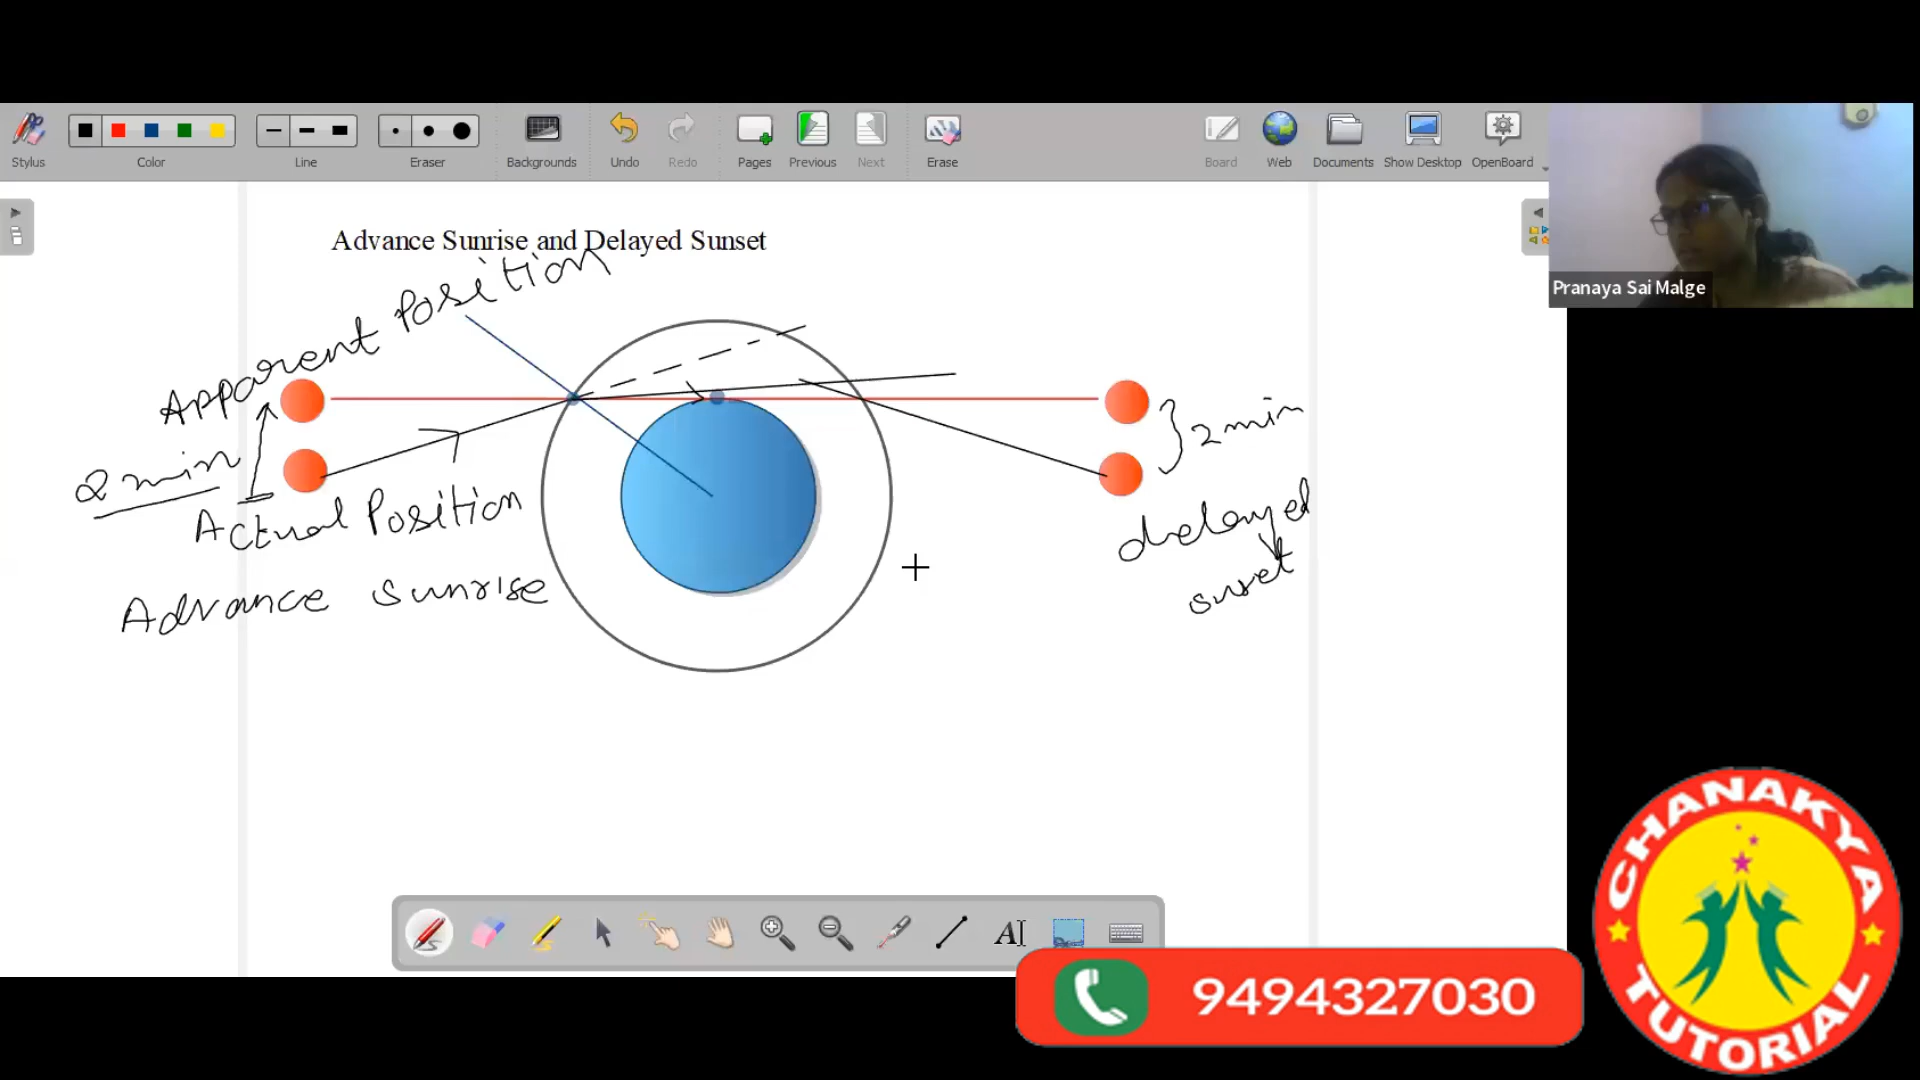 Stylus
Color
Line
Eraser
Backgrounds
Undo
Redo
Pages
Previous
Next
Erase
Board
Web
Documents
Show Desktop
OpenBoard
Pranaya Sai Malge
Advance Sunrise and Delayed Sunset
Apparent Position
2 min
Actual Position
Advance sunrise
2 min
delayed
sunset
9494327030
CHANAKYA
TUTORIAL